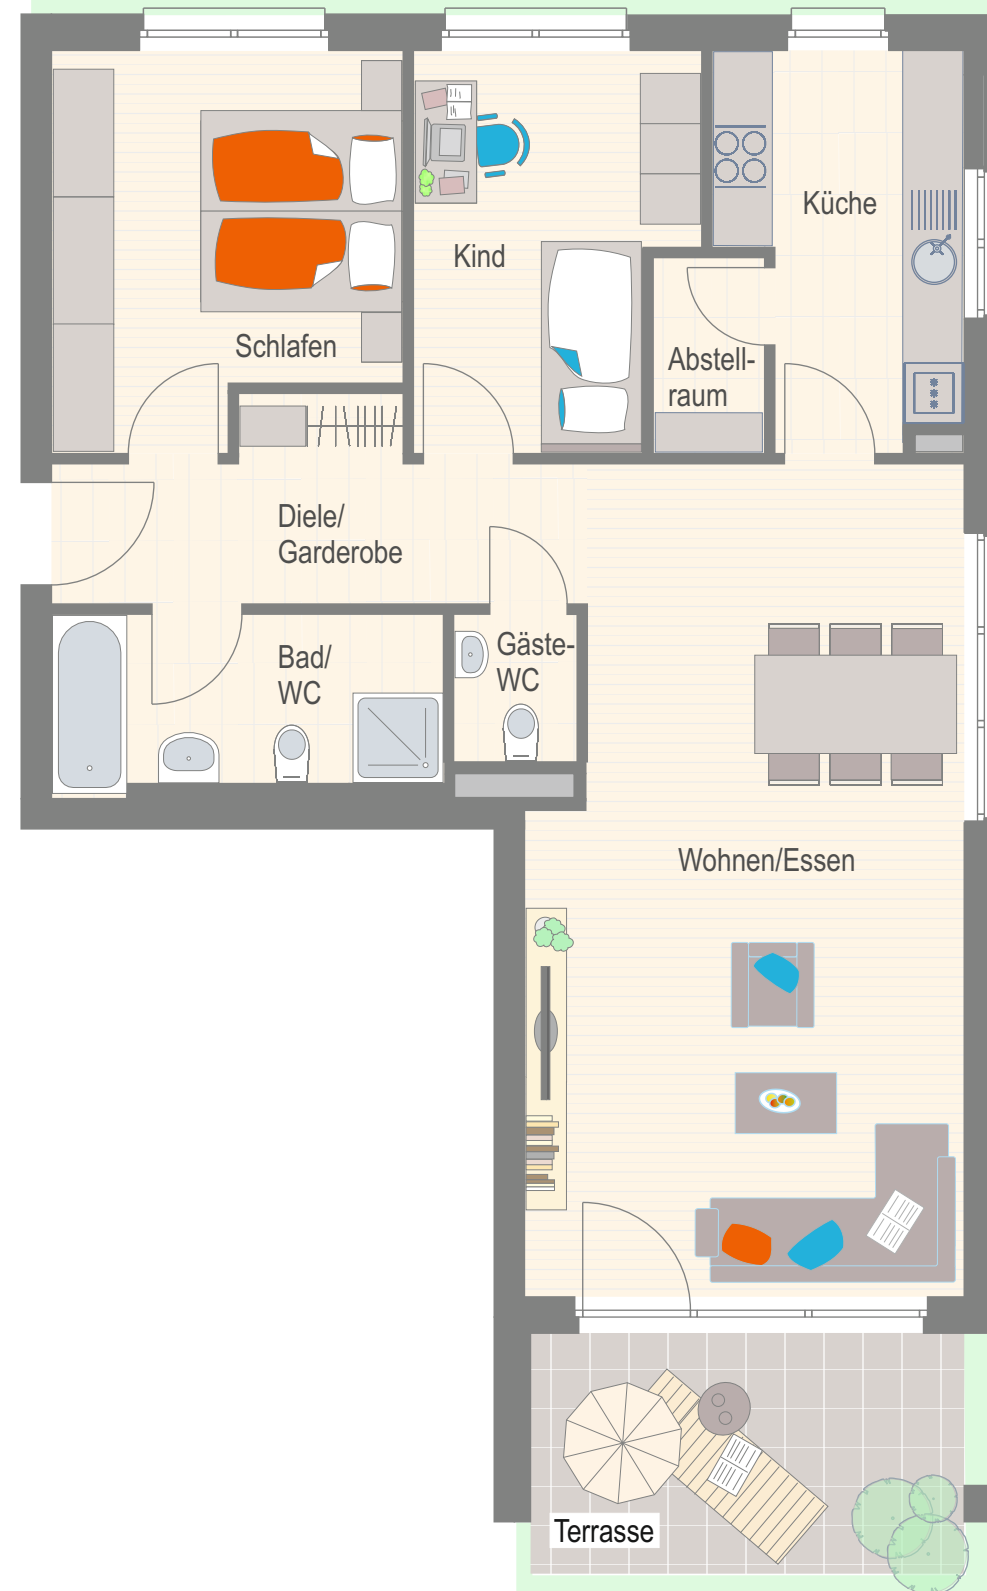 Küche
Kind
Schlafen
Abstell-
raum
Diele/
Garderobe
Bad/
WC
Gäste-
WC
Wohnen/Essen
Terrasse